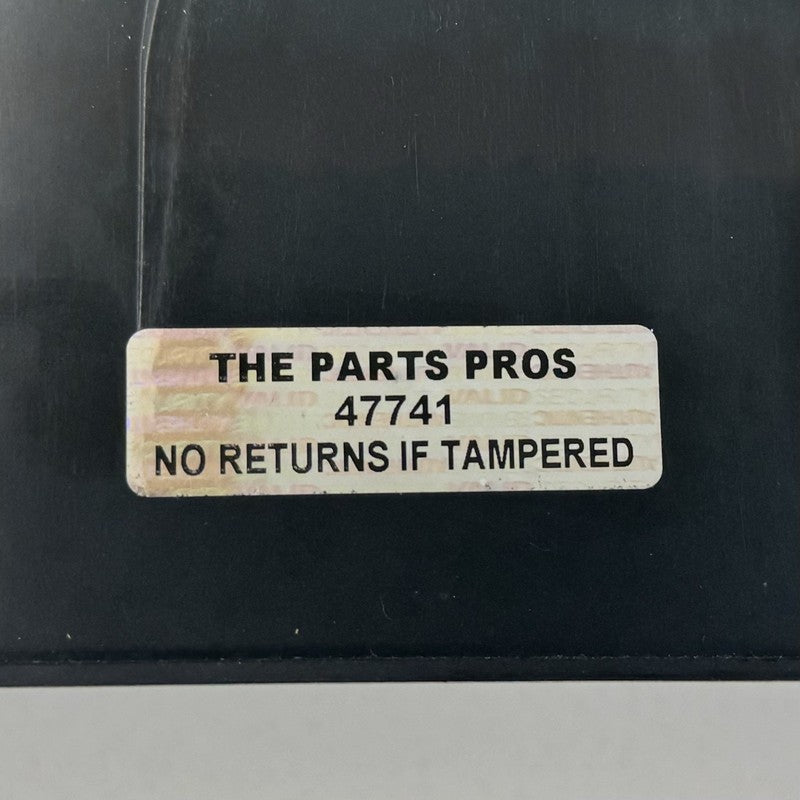 THE PARTS PROS
47741
NO RETURNS IF TAMPERED